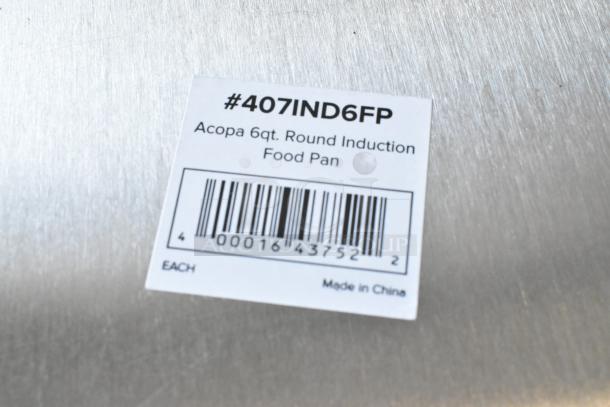 #407IND6FP
Acopa 6qt. Round Induction
Food Pan
4 00016 43752 2
EACH
Made in China